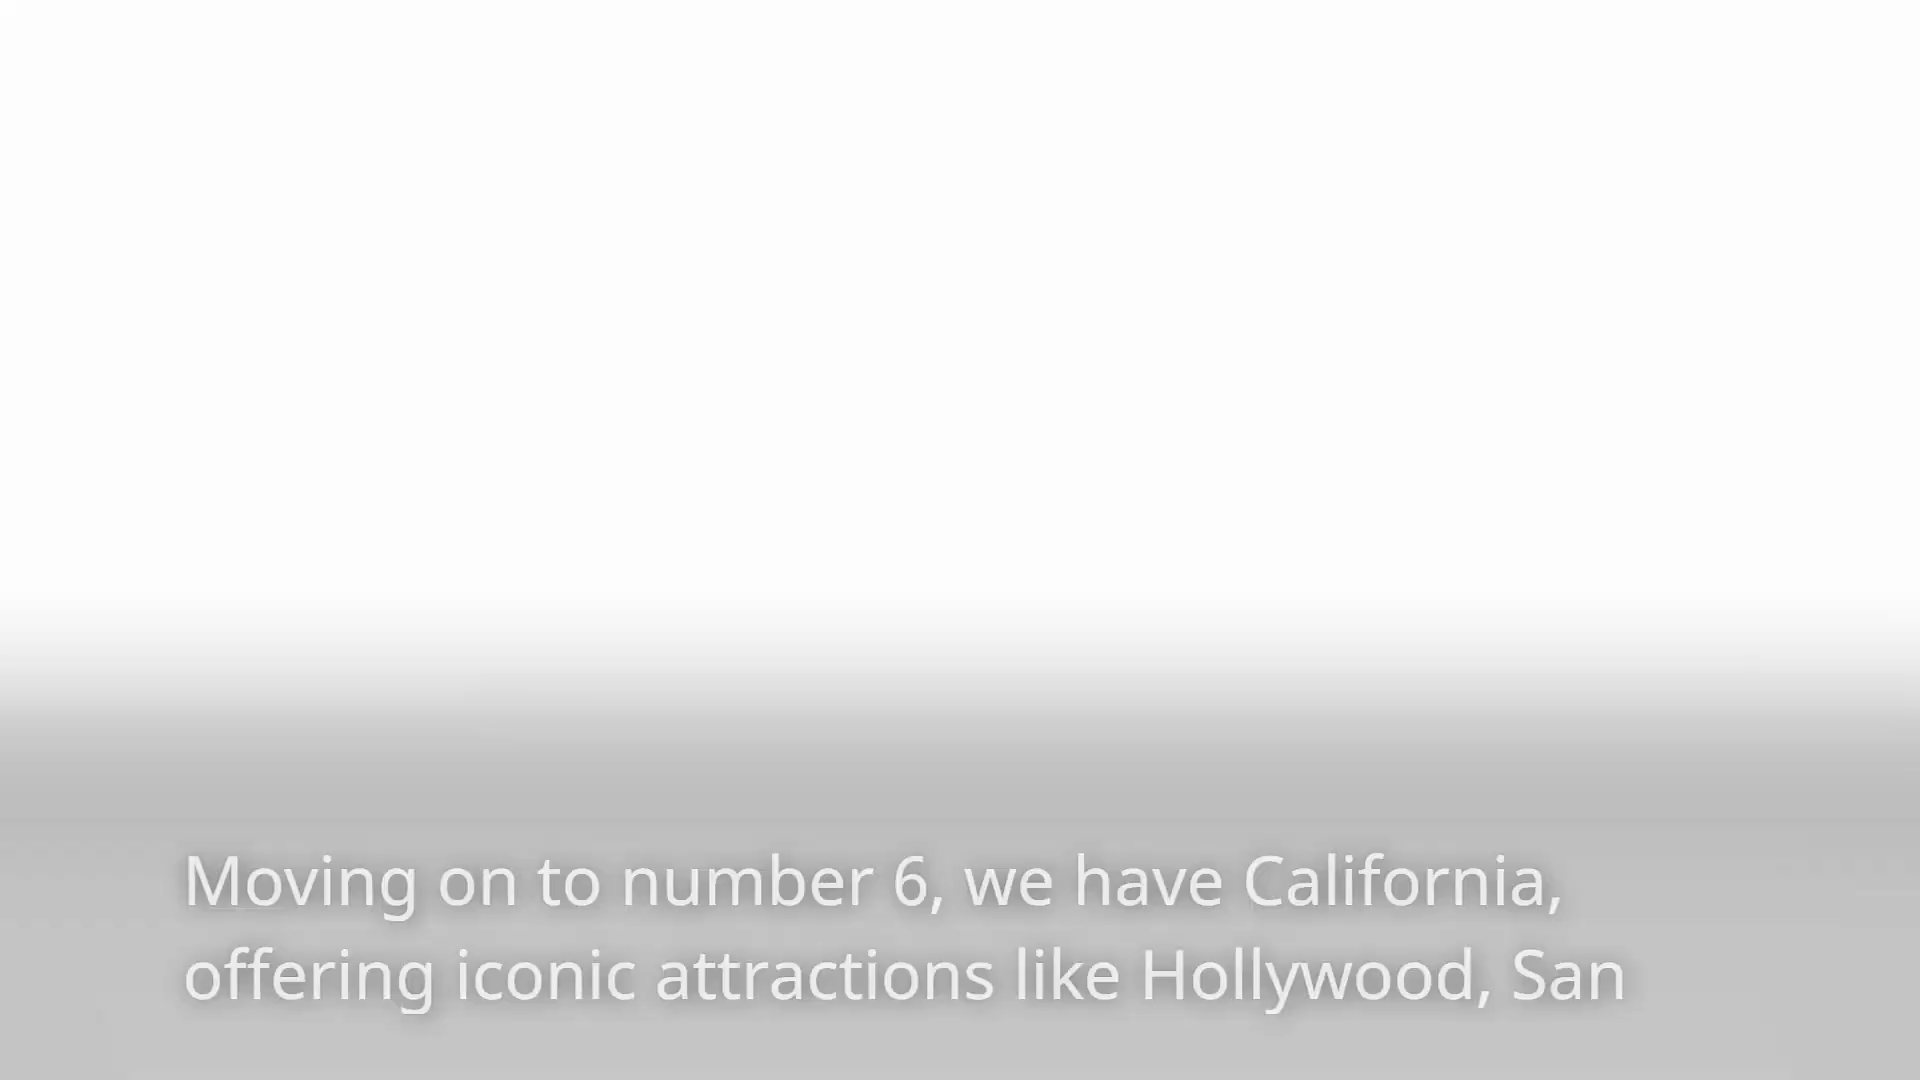 Moving on to number 6, we have California,
offering iconic attractions like Hollywood, San